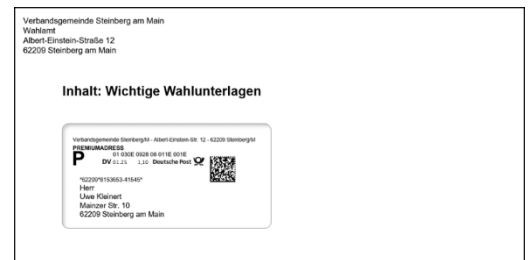 Verbandsgemeinde Steinberg am Main
Wahlamt
Albert-Einstein-Straße 12
62209 Steinberg am Main
Inhalt: Wichtige Wahlunterlagen
Verbandsgemeinde Steinberg/M - Albert-Einstein-Str. 12 - 62209 Steinberg/M
PREMIUMADRESS
P
01 030E 0928 06 011E 001E
DV 01.25 1,10 Deutsche Post
*62209*8153653-41545*
Herr
Uwe Kleinert
Mainzer Str. 10
62209 Steinberg am Main